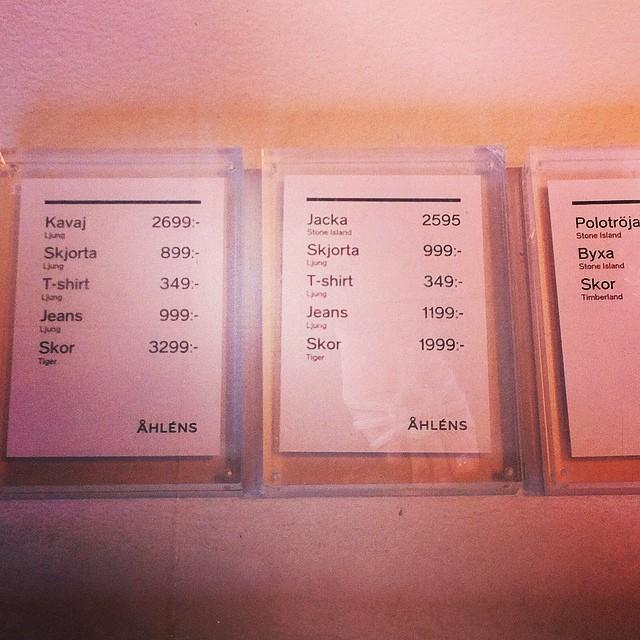 Kavaj 2699:-
Ljung
Skjorta 899:-
Ljung
T-shirt 349:-
Ljung
Jeans 999:-
Ljung
Skor 3299:-
Tiger
ÅHLÉNS
Jacka 2595
Stone Island
Skjorta 999:-
Ljung
T-shirt 349:-
Ljung
Jeans 1199:-
Ljung
Skor 1999:-
Tiger
ÅHLÉNS
Polotröja
Stone Island
Byxa
Stone Island
Skor
Timberland